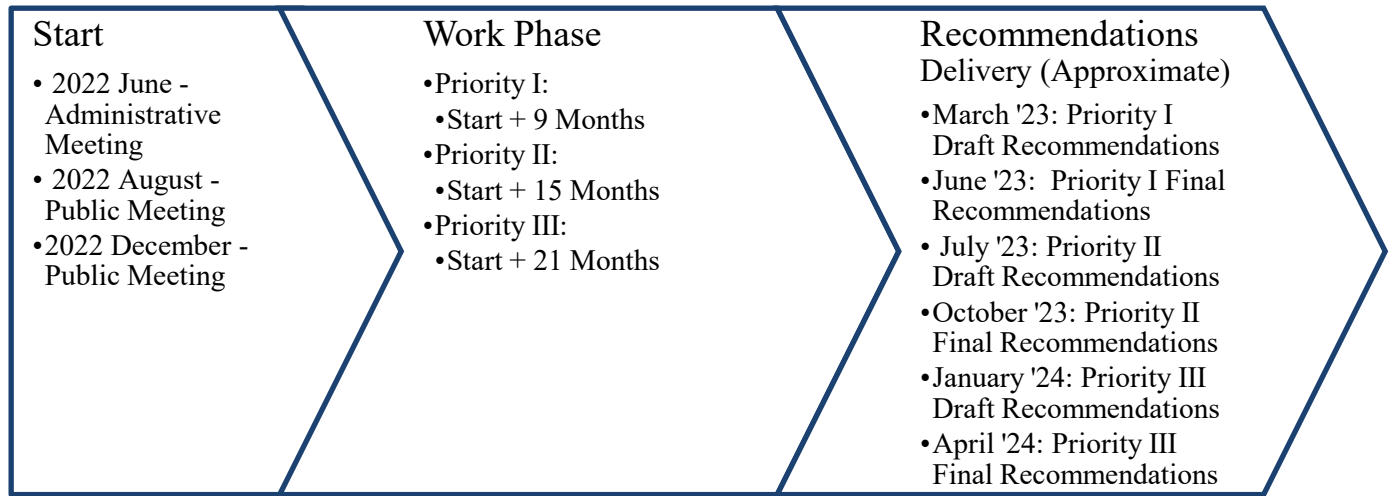 Start
• 2022 June -
Administrative
Meeting
• 2022 August -
Public Meeting
•2022 December -
Public Meeting
Work Phase
•Priority I:
•Start + 9 Months
•Priority II:
•Start + 15 Months
•Priority III:
•Start + 21 Months
Recommendations
Delivery (Approximate)
•March '23: Priority I
Draft Recommendations
•June '23:  Priority I Final
Recommendations
• July '23: Priority II
Draft Recommendations
•October '23: Priority II
Final Recommendations
•January '24: Priority III
Draft Recommendations
•April '24: Priority III
Final Recommendations